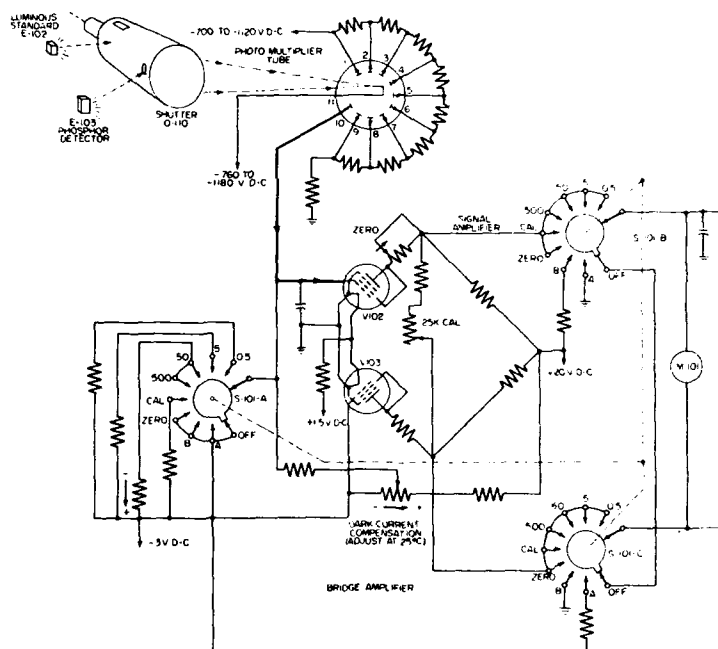 LUMINOUS
STANDARD
E-102
E-103
PHOSPHOR
DETECTOR
SHUTTER
O-110
-700 TO -1120 V D-C
PHOTO MULTIPLIER
TUBE
1
2
3
4
5
6
7
8
9
10
11
-760 TO
-1180 V D-C
ZERO
SIGNAL
AMPLIFIER
V102
25K CAL
V103
+1.5 V D-C
+20 V D-C
50
5
0.5
500
CAL
ZERO
B
A
OFF
S-101-B
M-101
50
5
0.5
500
CAL
ZERO
B
A
OFF
S-101-A
-3V D-C
- +
- +
DARK CURRENT
COMPENSATION
(ADJUST AT 25°C)
BRIDGE AMPLIFIER
50
5
0.5
500
CAL
ZERO
B
A
OFF
S-101-C